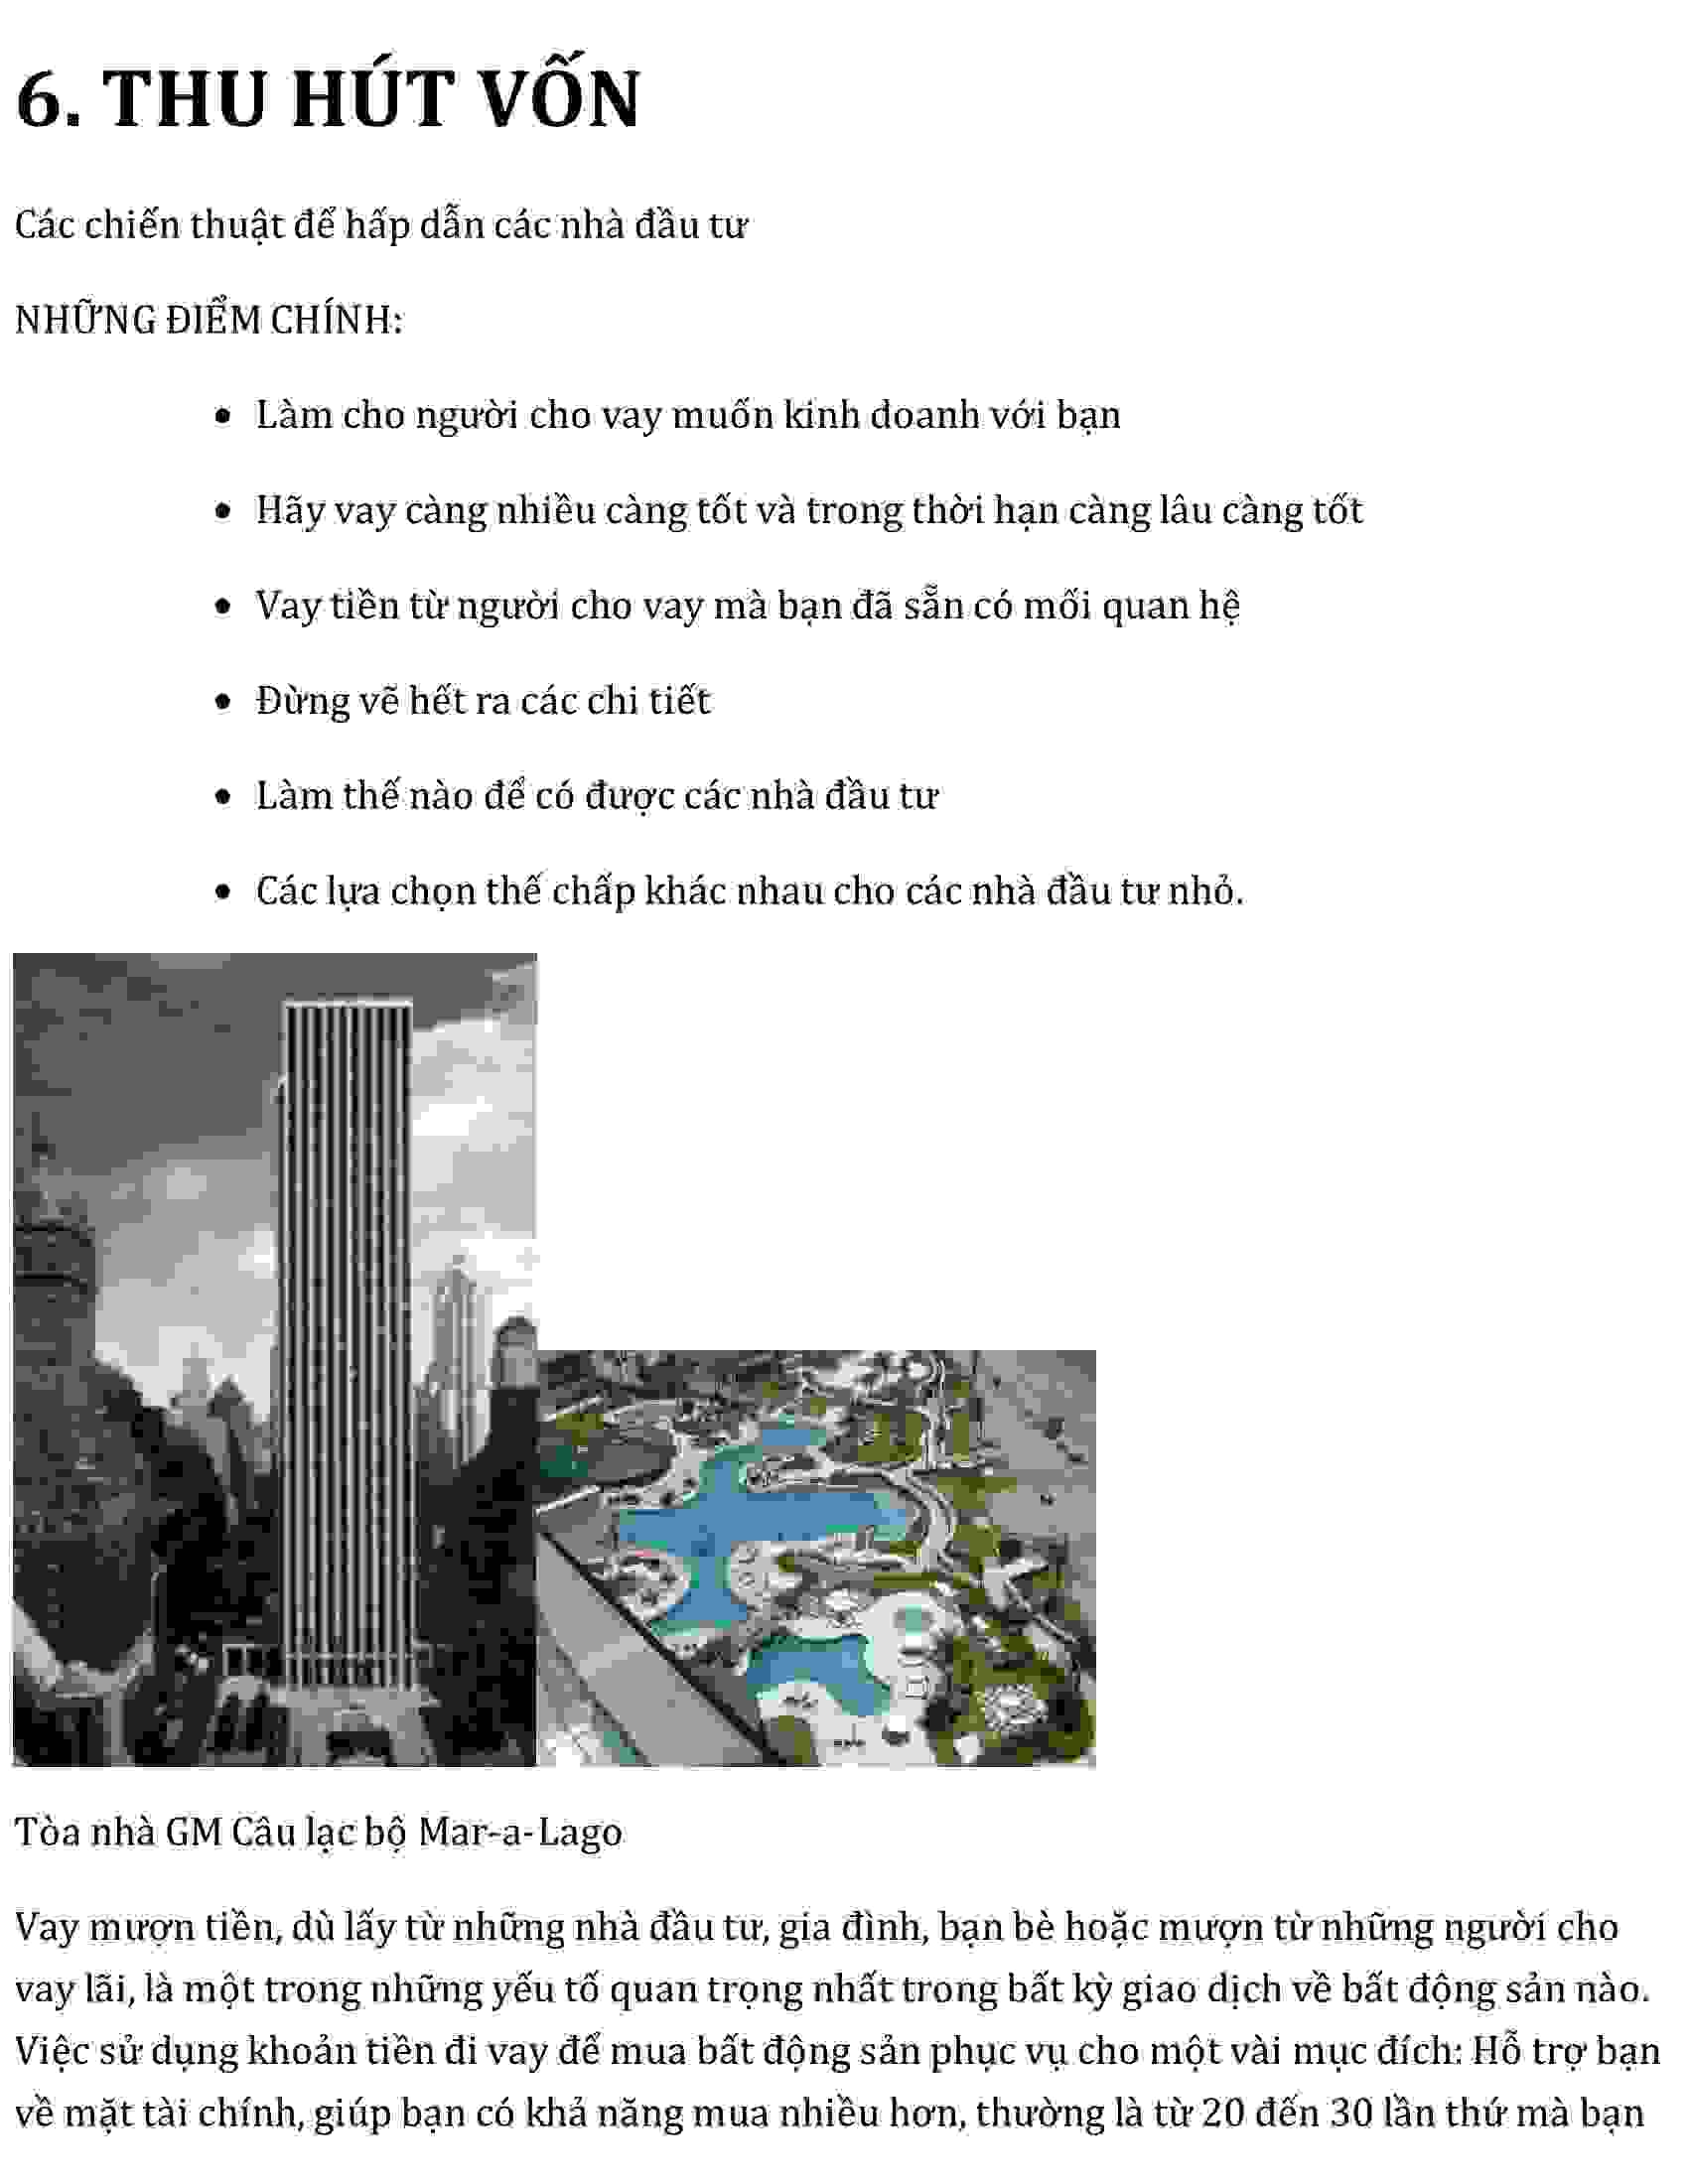 6. THU HÚT VỐN
Các chiến thuật để hấp dẫn các nhà đầu tư
NHỮNG ĐIỂM CHÍNH:
• Làm cho người cho vay muốn kinh doanh với bạn
• Hãy vay càng nhiều càng tốt và trong thời hạn càng lâu càng tốt
• Vay tiền từ người cho vay mà bạn đã sẵn có mối quan hệ
• Đừng vẽ hết ra các chi tiết
• Làm thế nào để có được các nhà đầu tư
• Các lựa chọn thế chấp khác nhau cho các nhà đầu tư nhỏ.
Tòa nhà GM Câu lạc bộ Mar-a-Lago
Vay mượn tiền, dù lấy từ những nhà đầu tư, gia đình, bạn bè hoặc mượn từ những người cho
vay lãi, là một trong những yếu tố quan trọng nhất trong bất kỳ giao dịch về bất động sản nào.
Việc sử dụng khoản tiền đi vay để mua bất động sản phục vụ cho một vài mục đích: Hỗ trợ bạn
về mặt tài chính, giúp bạn có khả năng mua nhiều hơn, thường là từ 20 đến 30 lần thứ mà bạn